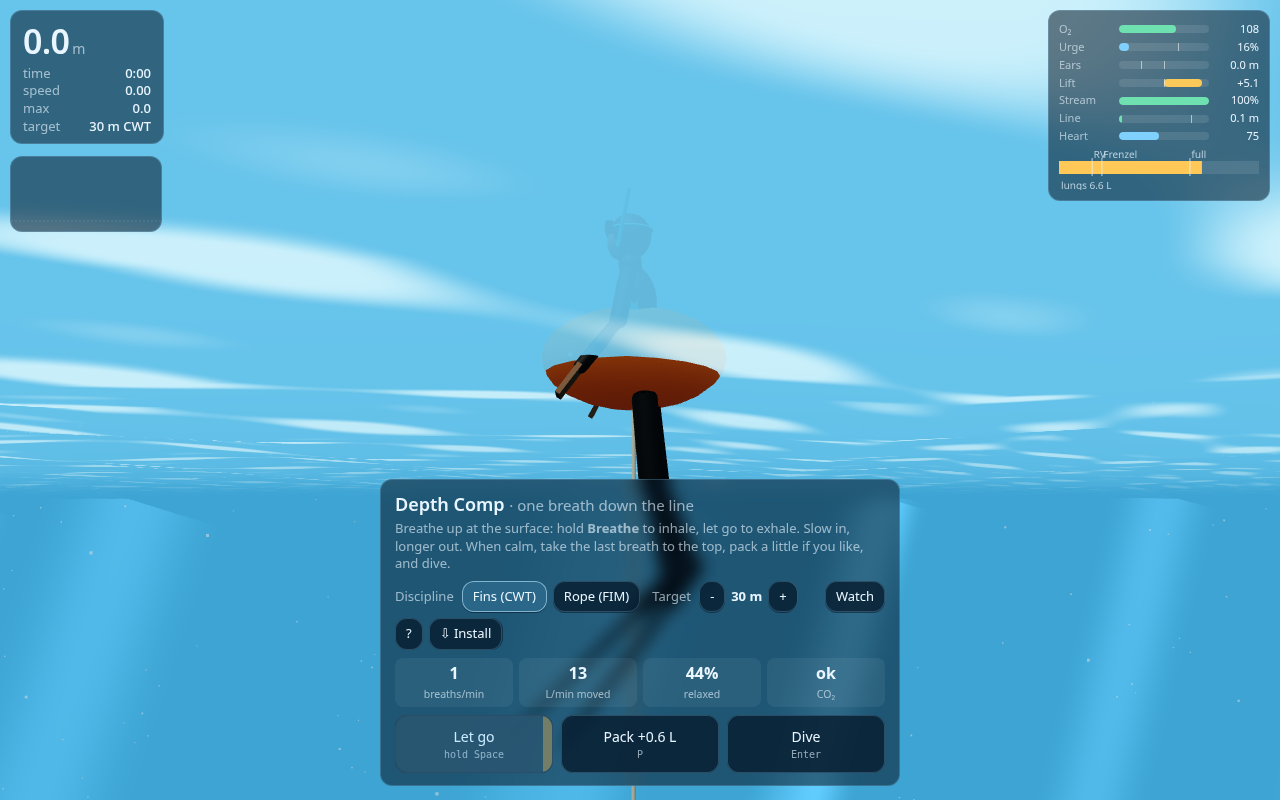 0.0 m
time 0:00
speed 0.00
max 0.0
target 30 m CWT
O₂ 108
Urge 16%
Ears 0.0 m
Lift +5.1
Stream 100%
Line 0.1 m
Heart 75
RV Frenzel full
lungs 6.6 L
Depth Comp · one breath down the line
Breathe up at the surface: hold Breathe to inhale, let go to exhale. Slow in,
longer out. When calm, take the last breath to the top, pack a little if you like,
and dive.
Discipline Fins (CWT) Rope (FIM) Target - 30 m + Watch
? ⇩ Install
1 13 44% ok
breaths/min L/min moved relaxed CO₂
Let go Pack +0.6 L Dive
hold Space P Enter